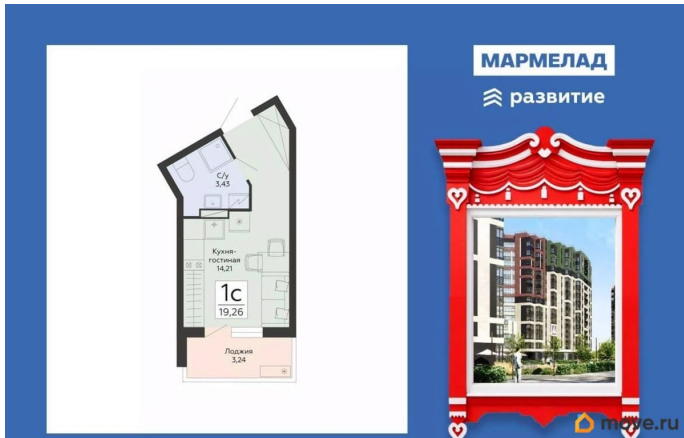 МАРМЕЛАД
развитие
С/у
3,43
Кухня-
гостиная
14,21
1С
19,26
Лоджия
3,24
move.ru